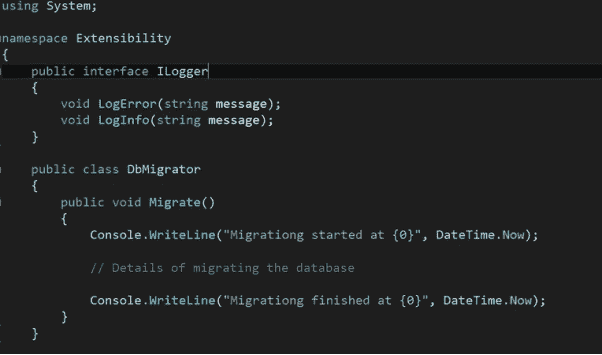 using System;
namespace Extensibility
{
public interface ILogger
{
void LogError(string message);
void LogInfo(string message);
}
public class DbMigrator
{
public void Migrate()
{
Console.WriteLine("Migrationg started at {0}", DateTime.Now);
// Details of migrating the database
Console.WriteLine("Migrationg finished at {0}", DateTime.Now);
}
}